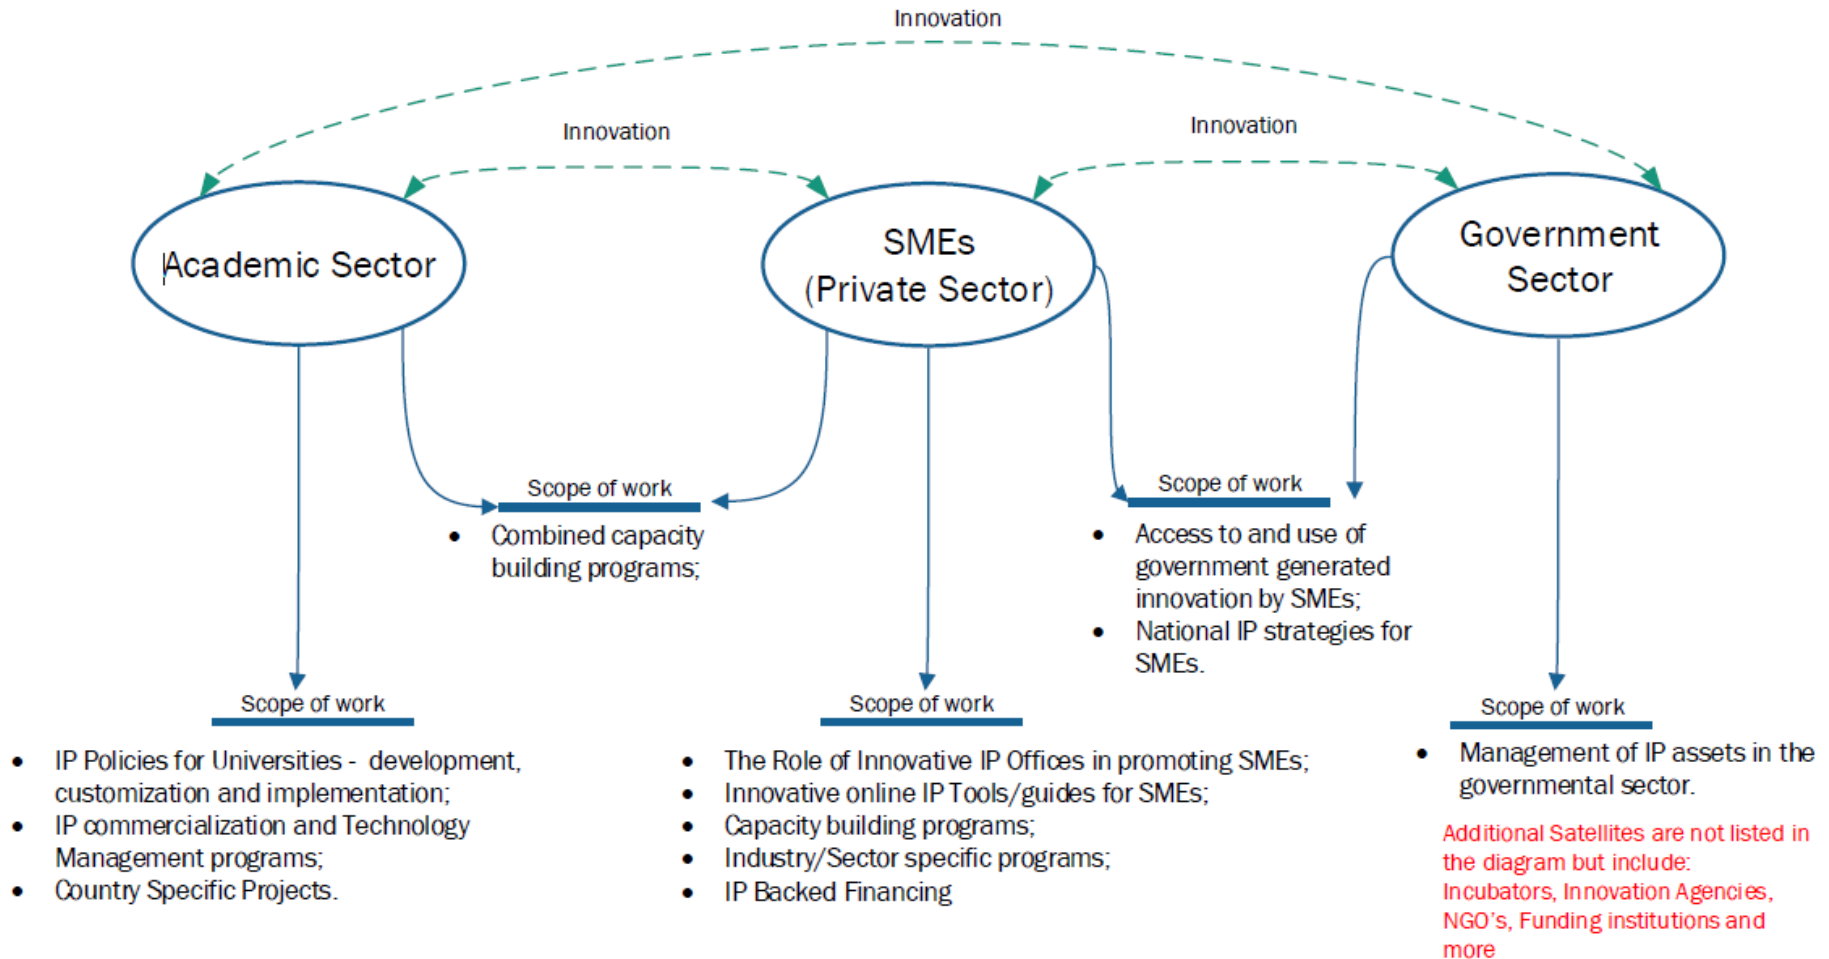 Innovation
Innovation
Innovation
Academic Sector
SMEs
(Private Sector)
Government
Sector
Scope of work
• Combined capacity
building programs;
Scope of work
• Access to and use of
government generated
innovation by SMEs;
• National IP strategies for
SMEs.
Scope of work
• IP Policies for Universities - development,
customization and implementation;
• IP commercialization and Technology
Management programs;
• Country Specific Projects.
Scope of work
• The Role of Innovative IP Offices in promoting SMEs;
• Innovative online IP Tools/guides for SMEs;
• Capacity building programs;
• Industry/Sector specific programs;
• IP Backed Financing
Scope of work
• Management of IP assets in the
governmental sector.
Additional Satellites are not listed in
the diagram but include:
Incubators, Innovation Agencies,
NGO's, Funding institutions and
more